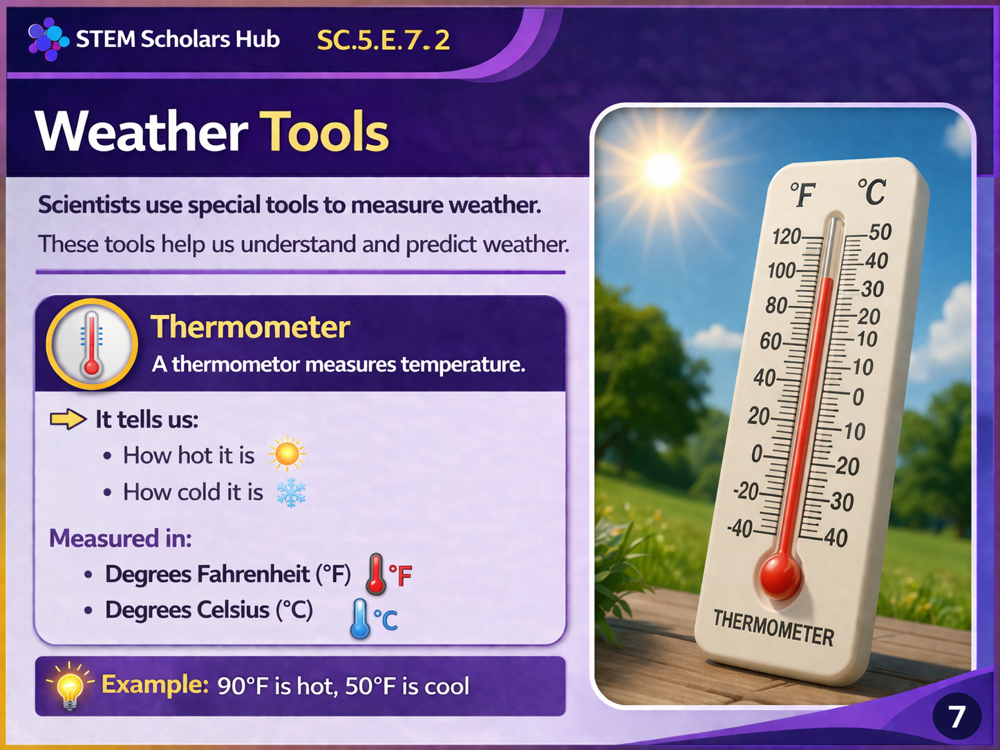 STEM Scholars Hub SC.5.E.7.2
Weather Tools
Scientists use special tools to measure weather.
These tools help us understand and predict weather.
Thermometer
A thermometor measures temperature.
It tells us:
• How hot it is
• How cold it is
Measured in:
• Degrees Fahrenheit (°F) °F
• Degrees Celsius (°C) °C
Example: 90°F is hot, 50°F is cool
°F °C
120 50
100 40
30
80 20
60 10
10
40 0
20 10
0 20
-20 30
-40 40
THERMOMETER
7